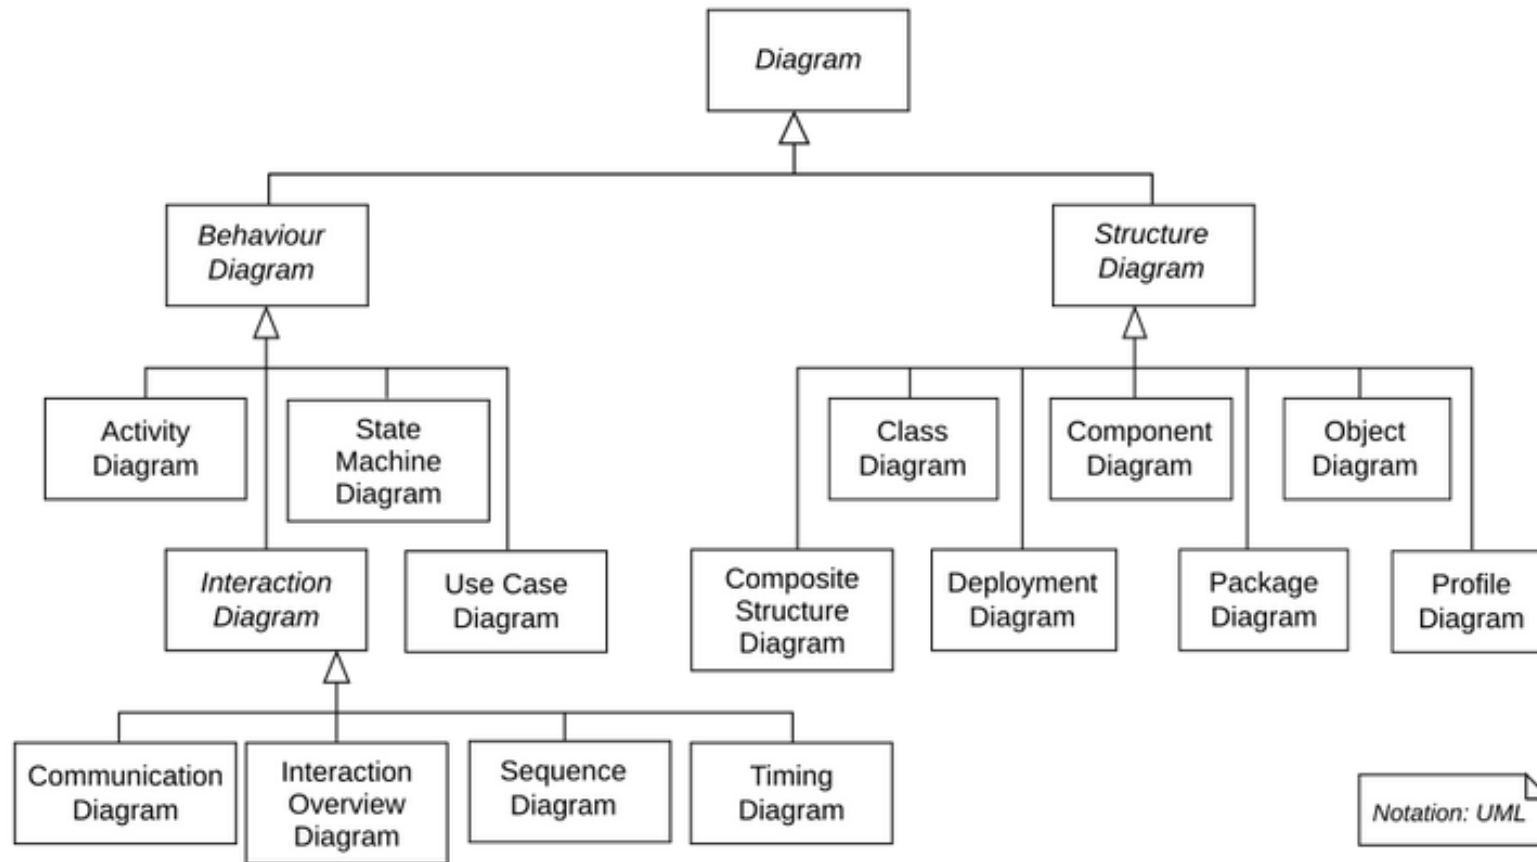 Diagram
Behaviour
Diagram
Structure
Diagram
Activity
Diagram
State
Machine
Diagram
Class
Diagram
Component
Diagram
Object
Diagram
Interaction
Diagram
Use Case
Diagram
Composite
Structure
Diagram
Deployment
Diagram
Package
Diagram
Profile
Diagram
Communication
Diagram
Interaction
Overview
Diagram
Sequence
Diagram
Timing
Diagram
Notation: UML